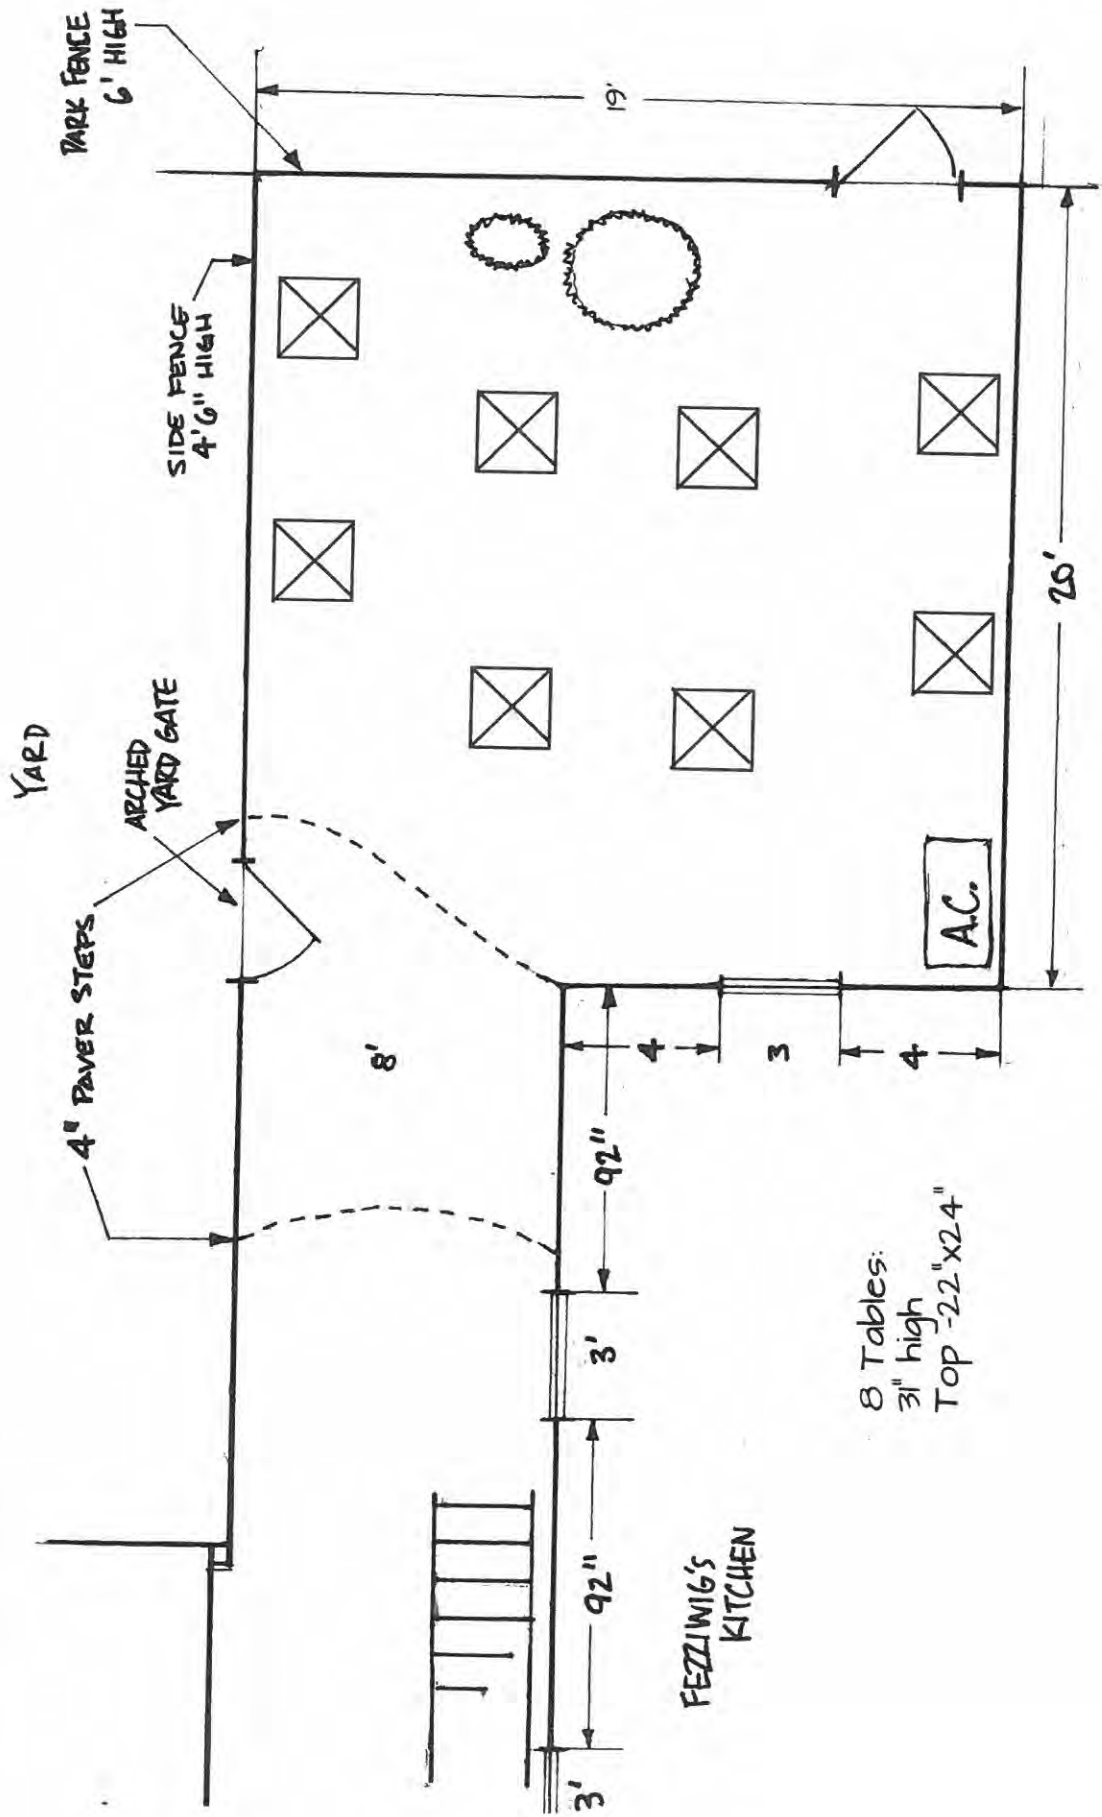 YARD
PARK FENCE
6' HIGH
4" PAVER STEPS
ARCHED
YARD GATE
SIDE FENCE
4'6" HIGH
8'
19'
3'
92"
3'
92"
4
3
4
A.C.
20'
FEZZIWIG'S
KITCHEN
8 Tables:
31" high
Top -22"x24"